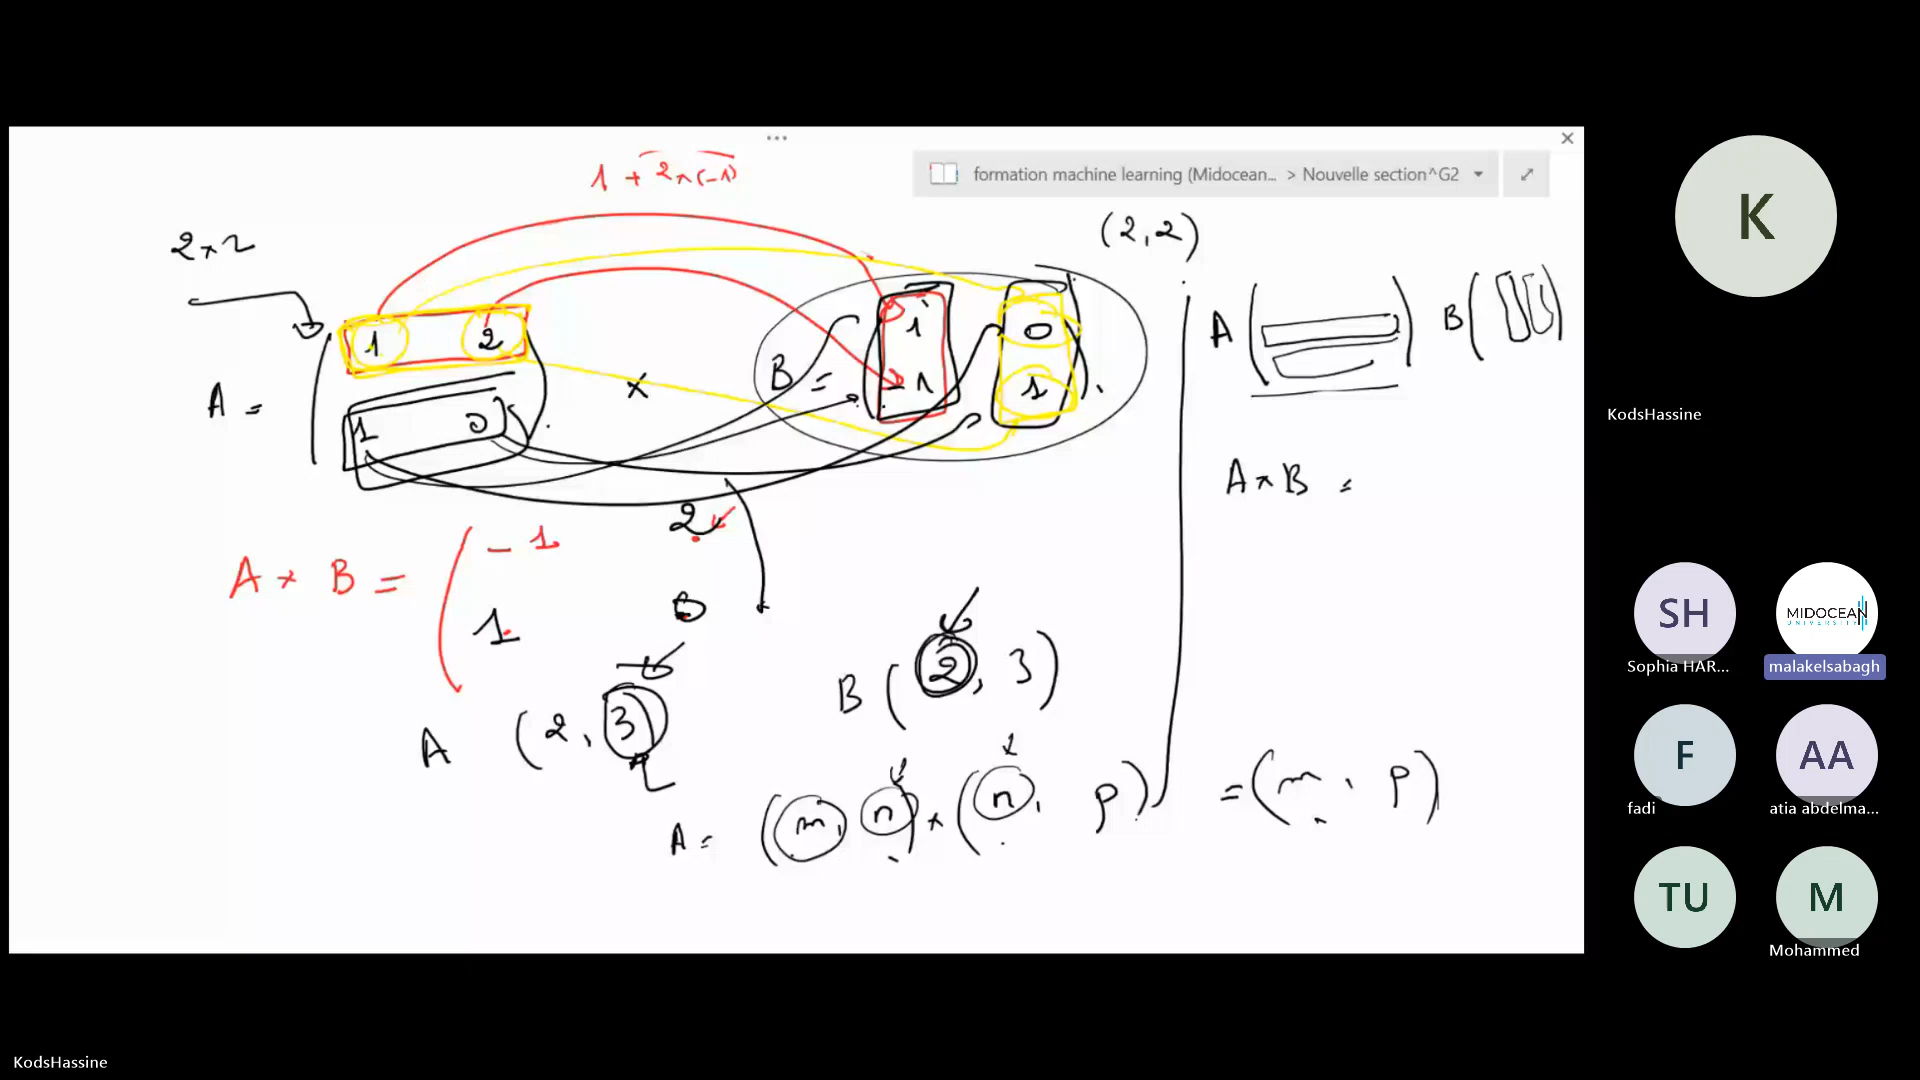 1 + 2 × (-1)
formation machine learning (Midocean... > Nouvelle section^G2
2 × 2
(2, 2)
A = ( 1 2
1 0 ) × B = ( 1 0
-1 1 ) .
A ( ) B ( )
A × B =
A × B = ( -1 2
1 0
A (2, 3) B (2, 3)
A = (m, n) × (n, p) = (m, p)
K
KodsHassine
SH
Sophia HAR...
MIDOCEAN
UNIVERSITY
malakelsabagh
F
fadi
AA
atia abdelma...
TU
M
Mohammed
KodsHassine